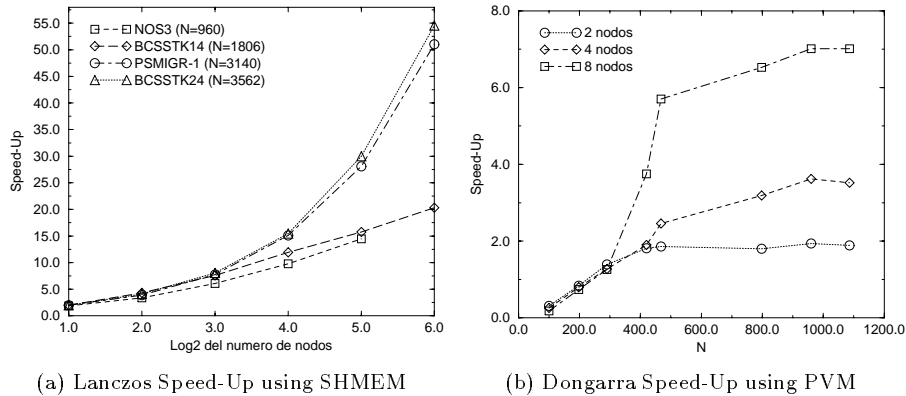 55.0
50.0
45.0
40.0
35.0
30.0
25.0
20.0
15.0
10.0
5.0
0.0
Speed-Up
NOS3 (N=960)
BCSSTK14 (N=1806)
PSMIGR-1 (N=3140)
BCSSTK24 (N=3562)
1.0 2.0 3.0 4.0 5.0 6.0
Log2 del numero de nodos
(a) Lanczos Speed-Up using SHMEM
8.0
6.0
4.0
2.0
0.0
Speed-Up
2 nodos
4 nodos
8 nodos
0.0 200.0 400.0 600.0 800.0 1000.0 1200.0
N
(b) Dongarra Speed-Up using PVM